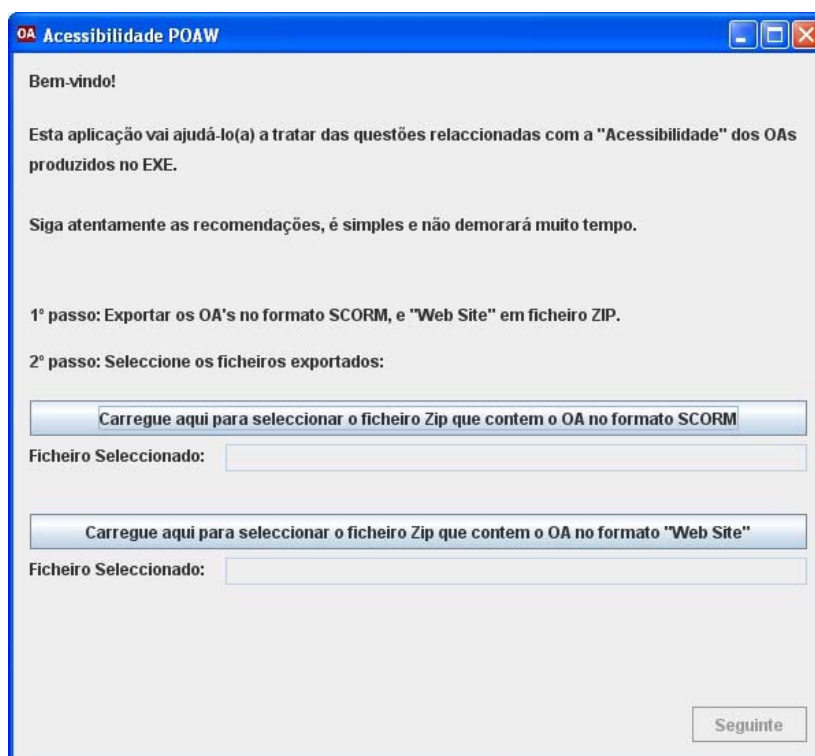 OA Acessibilidade POAW
Bem-vindo!
Esta aplicação vai ajudá-lo(a) a tratar das questões relaccionadas com a "Acessibilidade" dos OAs
produzidos no EXE.
Siga atentamente as recomendações, é simples e não demorará muito tempo.
1º passo: Exportar os OA's no formato SCORM, e "Web Site" em ficheiro ZIP.
2º passo: Seleccione os ficheiros exportados:
Carregue aqui para seleccionar o ficheiro Zip que contem o OA no formato SCORM
Ficheiro Seleccionado:
Carregue aqui para seleccionar o ficheiro Zip que contem o OA no formato "Web Site"
Ficheiro Seleccionado:
Seguinte